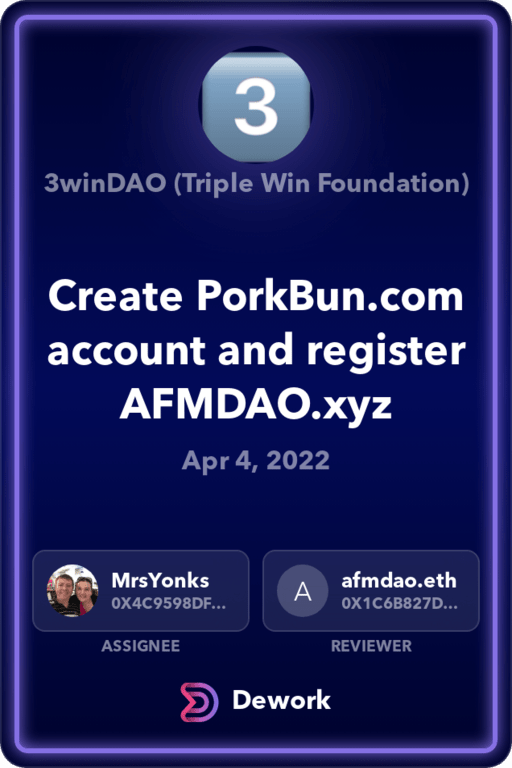 3
3winDAO (Triple Win Foundation)
Create PorkBun.com
account and register
AFMDAO.xyz
Apr 4, 2022
MrsYonks
0X4C9598DF...
ASSIGNEE
A
afmdao.eth
0X1C6B827D...
REVIEWER
Dework